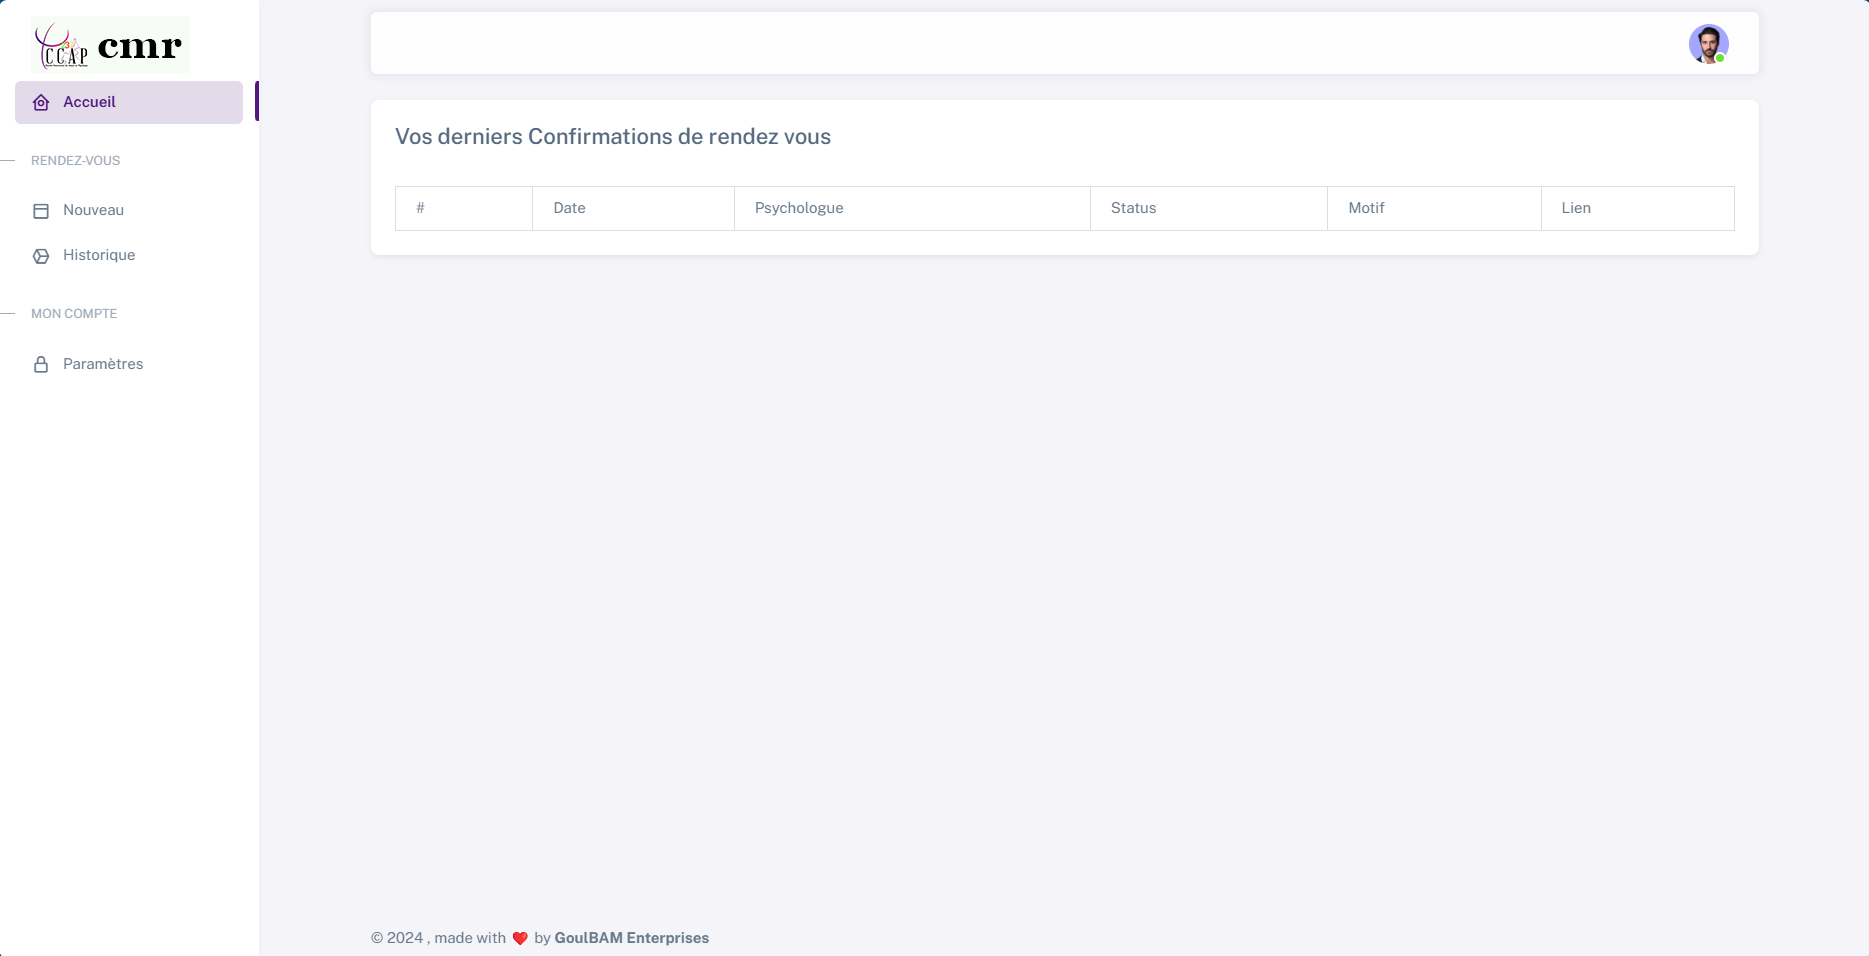 CCAP cmr
Accueil
RENDEZ-VOUS
Nouveau
Historique
MON COMPTE
Paramètres
Vos derniers Confirmations de rendez vous
# Date Psychologue Status Motif Lien
© 2024 , made with ❤️ by GoulBAM Enterprises